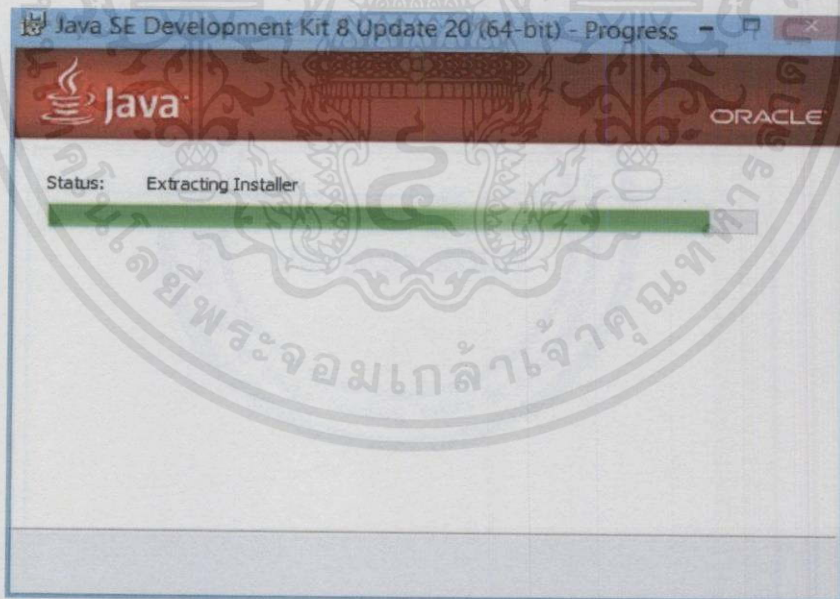 Java SE Development Kit 8 Update 20 (64-bit) - Progress
Java
ORACLE
Status: Extracting Installer
พระจอมเกล้าเจ้าคุณทหาร